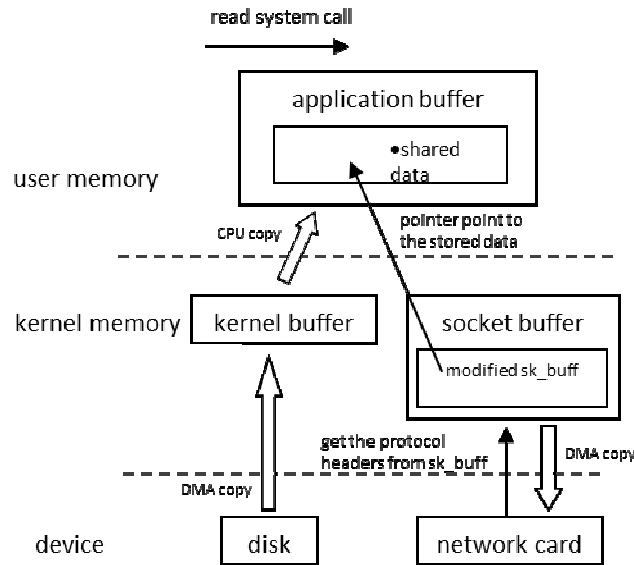 read system call
application buffer
•shared
data
user memory
pointer point to
the stored data
CPU copy
kernel memory
kernel buffer
socket buffer
modified sk_buff
get the protocol
headers from sk_buff
DMA copy
DMA copy
device
disk
network card